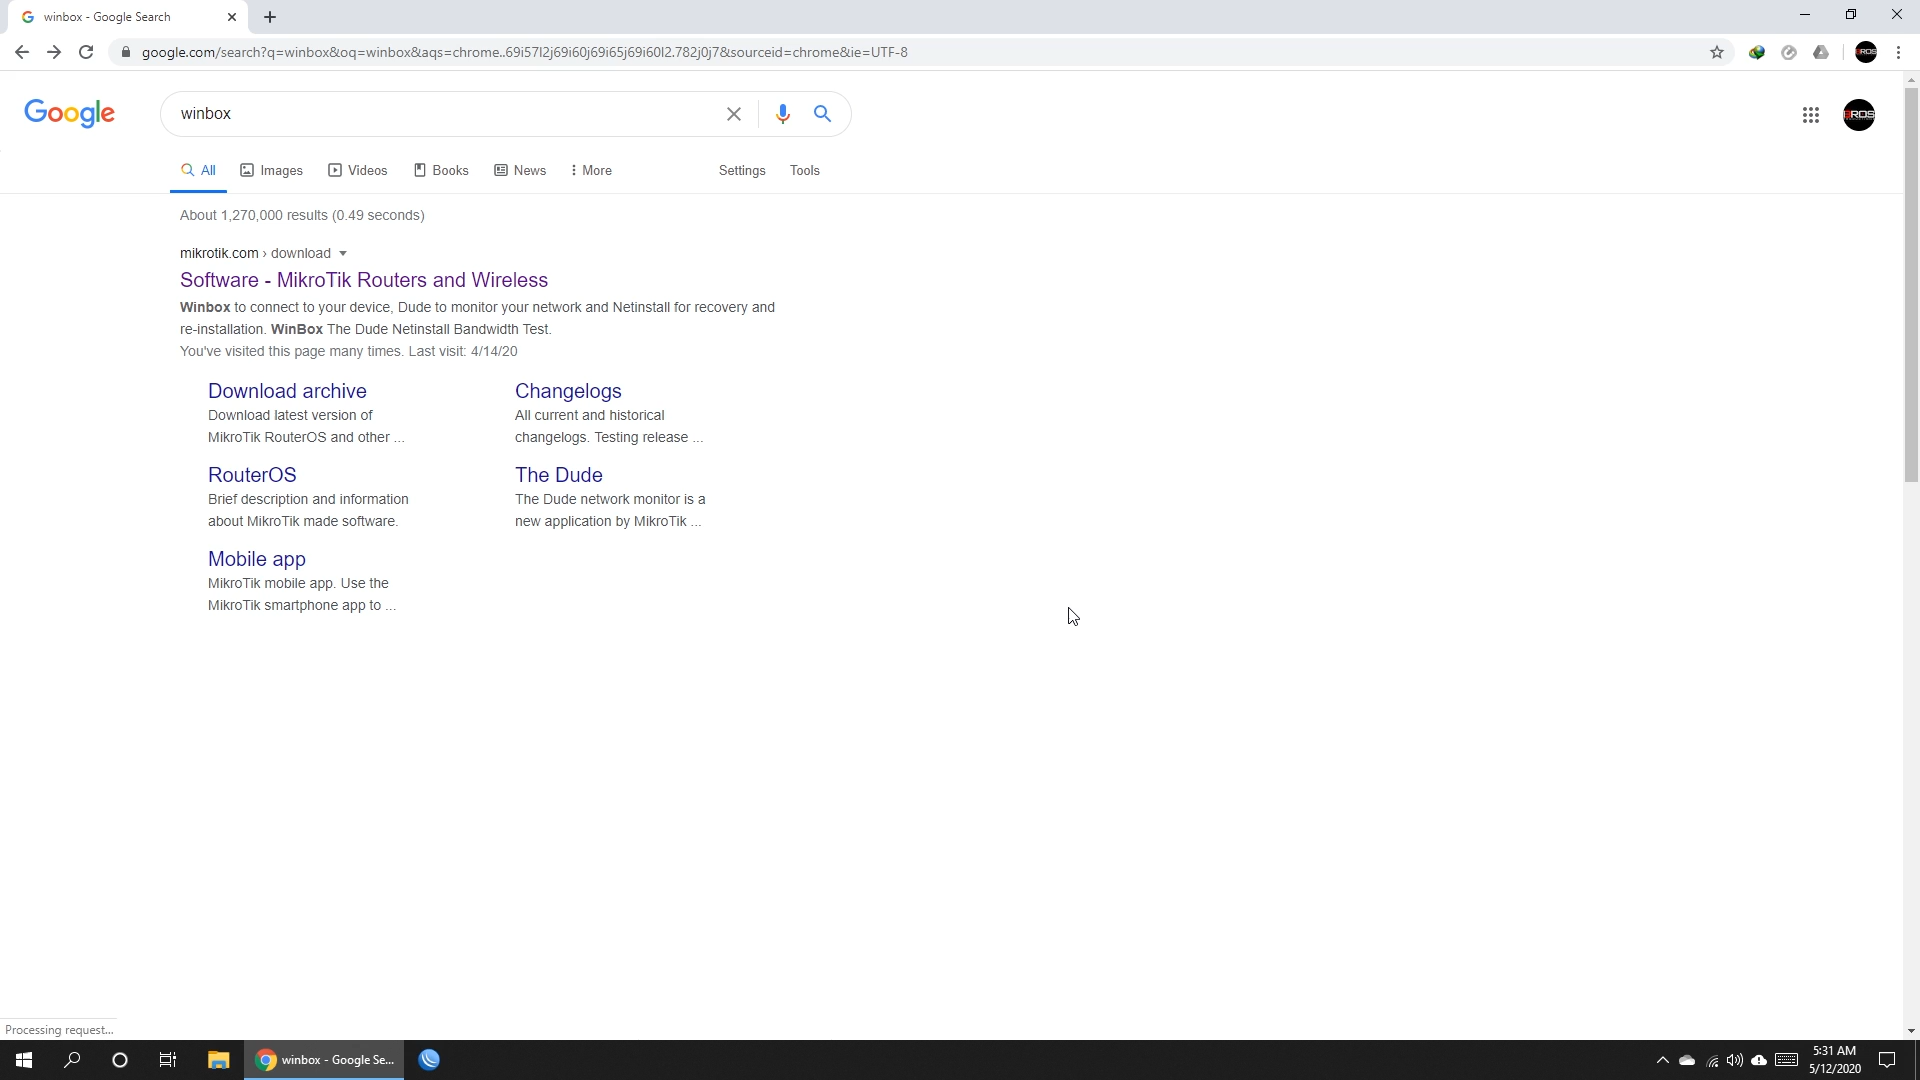 winbox - Google Search
google.com/search?q=winbox&oq=winbox&aqs=chrome..69i57l2j69i60j69i65j69i60l2.782j0j7&sourceid=chrome&ie=UTF-8
EROS
Google
winbox
EROS
All Images Videos Books News More Settings Tools
About 1,270,000 results (0.49 seconds)
mikrotik.com › download
Software - MikroTik Routers and Wireless
Winbox to connect to your device, Dude to monitor your network and Netinstall for recovery and
re-installation. WinBox The Dude Netinstall Bandwidth Test.
You've visited this page many times. Last visit: 4/14/20
Download archive
Download latest version of
MikroTik RouterOS and other ...
Changelogs
All current and historical
changelogs. Testing release ...
RouterOS
Brief description and information
about MikroTik made software.
The Dude
The Dude network monitor is a
new application by MikroTik ...
Mobile app
MikroTik mobile app. Use the
MikroTik smartphone app to ...
Processing request...
winbox - Google Se...
5:31 AM
5/12/2020